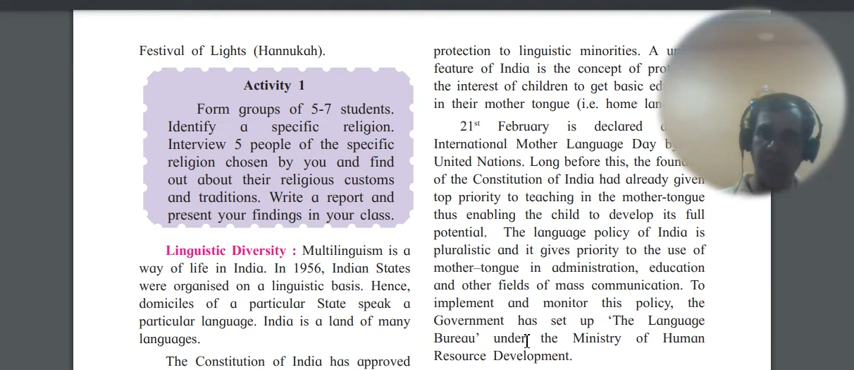 Festival of Lights (Hannukah).
Activity 1
Form groups of 5-7 students.
Identify a specific religion.
Interview 5 people of the specific
religion chosen by you and find
out about their religious customs
and traditions. Write a report and
present your findings in your class.
Linguistic Diversity : Multilinguism is a
way of life in India. In 1956, Indian States
were organised on a linguistic basis. Hence,
domiciles of a particular State speak a
particular language. India is a land of many
languages.
The Constitution of India has approved
protection to linguistic minorities. A
feature of India is the concept of
the interest of children to get basic
in their mother tongue (i.e. home
21st February is declared
International Mother Language Day
United Nations. Long before this, the
of the Constitution of India had already given
top priority to teaching in the mother-tongue
thus enabling the child to develop its full
potential. The language policy of India is
pluralistic and it gives priority to the use of
mother–tongue in administration, education
and other fields of mass communication. To
implement and monitor this policy, the
Government has set up ‘The Language
Bureau’ under the Ministry of Human
Resource Development.